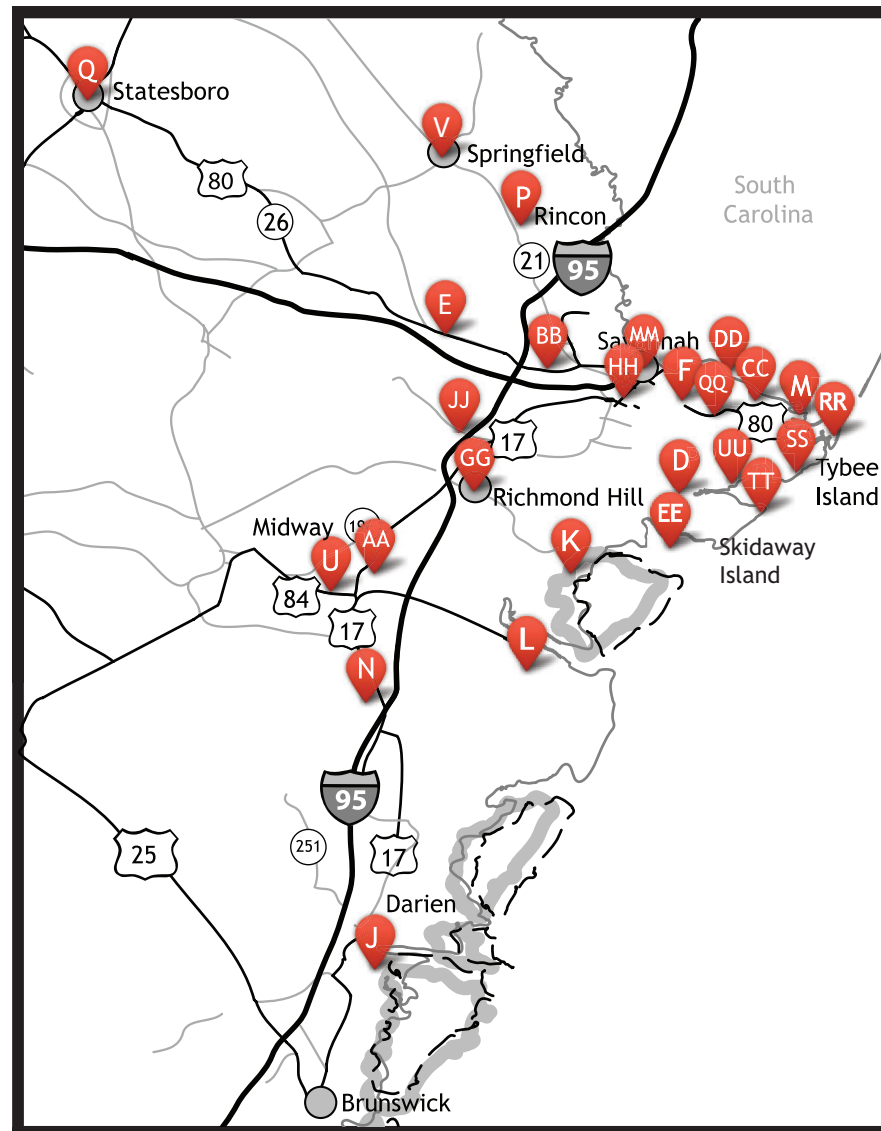 Q
Statesboro
V
Springfield
80
South
Carolina
P
Rincon
26
21
95
E
BB
MM
Savannah
DD
HH
F
QQ
CC
M
RR
JJ
80
17
SS
GG
UU
D
TT
Tybee
Island
Richmond Hill
EE
Midway
AA
K
Skidaway
Island
U
84
17
L
N
95
251
25
17
Darien
J
Brunswick